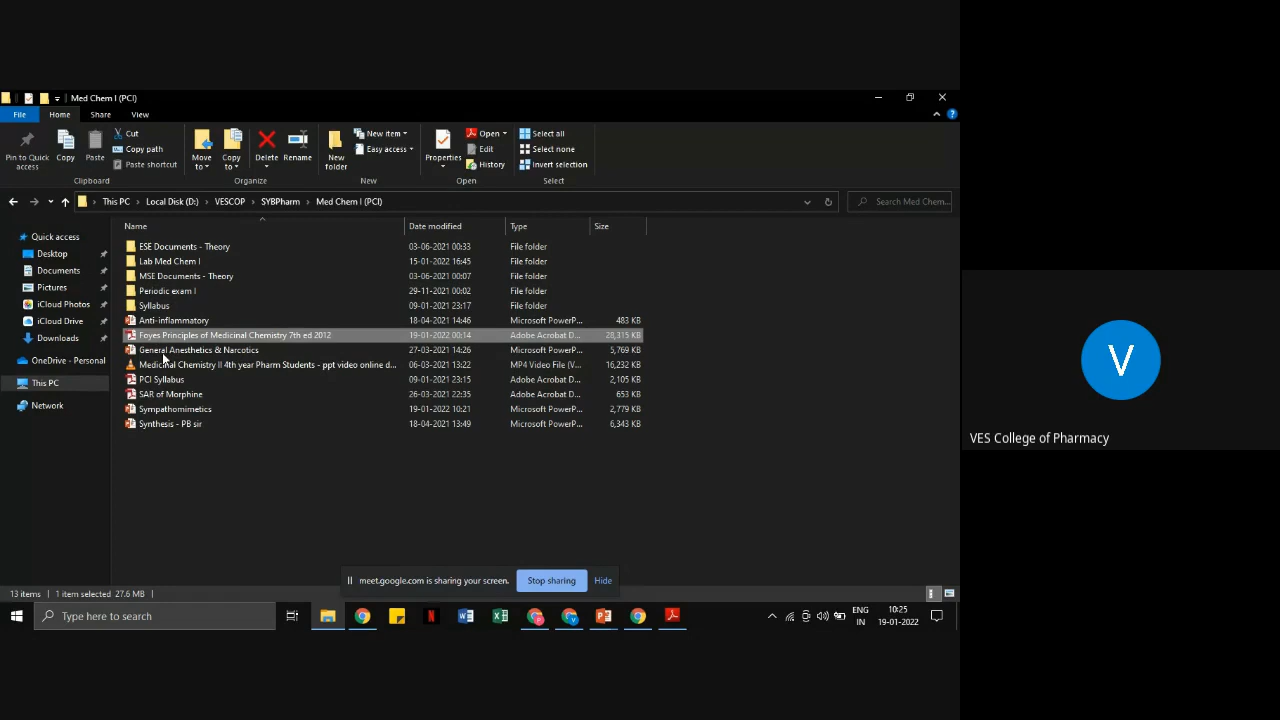 Med Chem I (PCI)
File Home Share View
Pin to Quick access
Copy
Paste
Cut
Copy path
Paste shortcut
Clipboard
Move to
Copy to
Delete
Rename
Organize
New folder
New item
Easy access
New
Properties
Open
Edit
History
Open
Select all
Select none
Invert selection
Select
This PC > Local Disk (D:) > VESCOP > SYBPharm > Med Chem I (PCI)
Search Med Chem...
Quick access
Desktop
Documents
Pictures
iCloud Photos
iCloud Drive
Downloads
OneDrive - Personal
This PC
Network
Name Date modified Type Size
ESE Documents - Theory 03-06-2021 00:33 File folder
Lab Med Chem I 15-01-2022 16:45 File folder
MSE Documents - Theory 03-06-2021 00:07 File folder
Periodic exam I 29-11-2021 00:02 File folder
Syllabus 09-01-2021 23:17 File folder
Anti-inflammatory 18-04-2021 14:46 Microsoft PowerP... 483 KB
Foyes Principles of Medicinal Chemistry 7th ed 2012 19-01-2022 00:14 Adobe Acrobat D... 28,315 KB
General Anesthetics & Narcotics 27-03-2021 14:26 Microsoft PowerP... 5,769 KB
Medicinal Chemistry II 4th year Pharm Students - ppt video online d... 06-03-2021 13:22 MP4 Video File (V... 16,232 KB
PCI Syllabus 09-01-2021 23:15 Adobe Acrobat D... 2,105 KB
SAR of Morphine 26-03-2021 22:35 Adobe Acrobat D... 653 KB
Sympathomimetics 19-01-2022 10:21 Microsoft PowerP... 2,779 KB
Synthesis - PB sir 18-04-2021 13:49 Microsoft PowerP... 6,343 KB
meet.google.com is sharing your screen. Stop sharing Hide
13 items 1 item selected 27.6 MB
Type here to search
ENG
IN
10:25
19-01-2022
V
VES College of Pharmacy